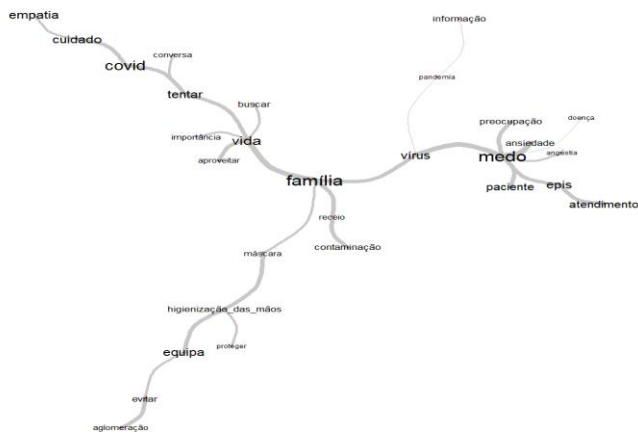 empatia
informação
cuidado
conversa
covid
pandemia
tentar
buscar
doença
preocupação
importância
vida
ansiedade
angústia
aproveitar
vírus
medo
família
paciente
epis
atendimento
receio
contaminação
máscara
higienização_das_mãos
proteger
equipa
evitar
aglomeração